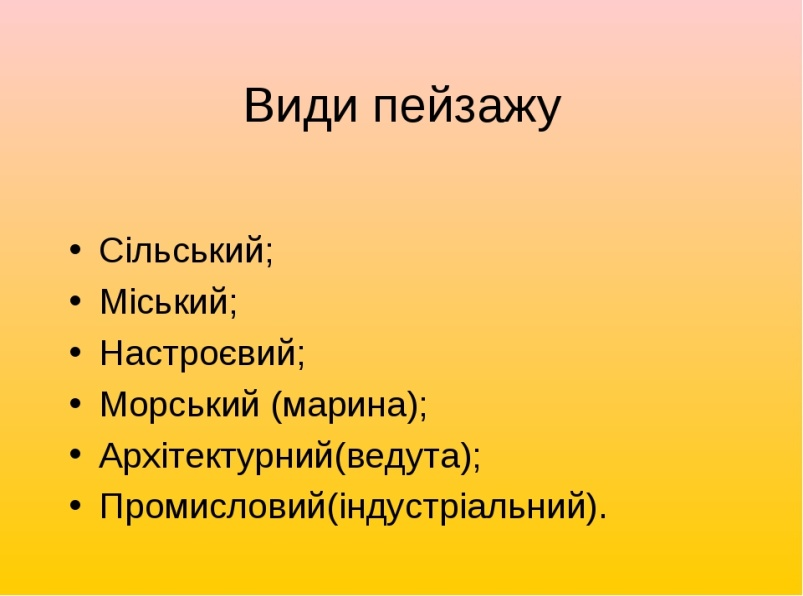 Види пейзажу
• Сільський;
• Міський;
• Настроєвий;
• Морський (марина);
• Архітектурний(ведута);
• Промисловий(індустріальний).